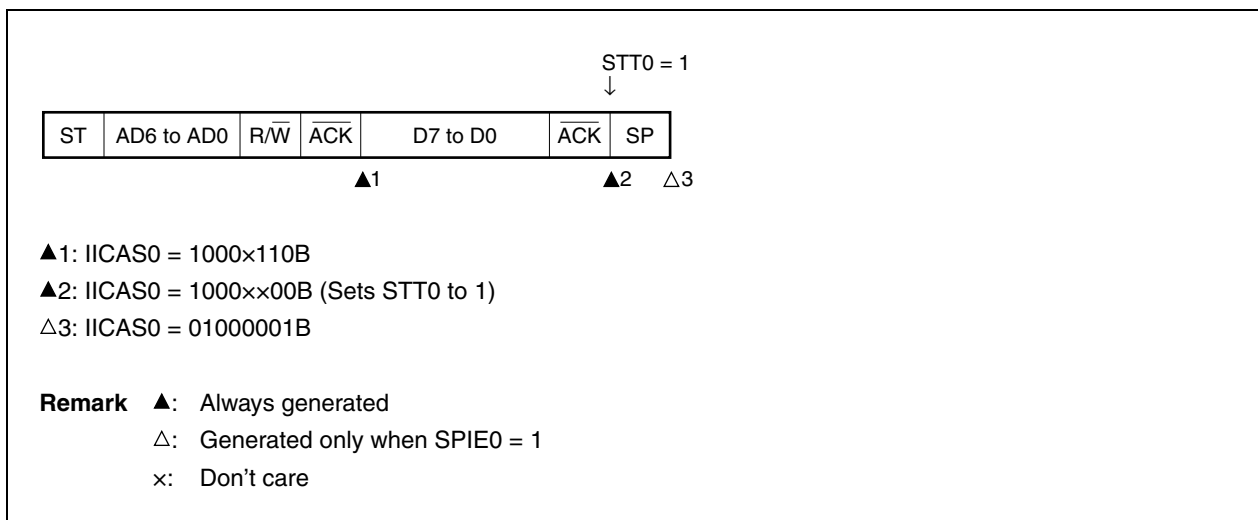 STT0 = 1
↓
ST AD6 to AD0 R/W̅ A̅C̅K̅ D7 to D0 A̅C̅K̅ SP
▲1 ▲2 △3
▲1: IICAS0 = 1000×110B
▲2: IICAS0 = 1000××00B (Sets STT0 to 1)
△3: IICAS0 = 01000001B
Remark ▲: Always generated
△: Generated only when SPIE0 = 1
×: Don't care